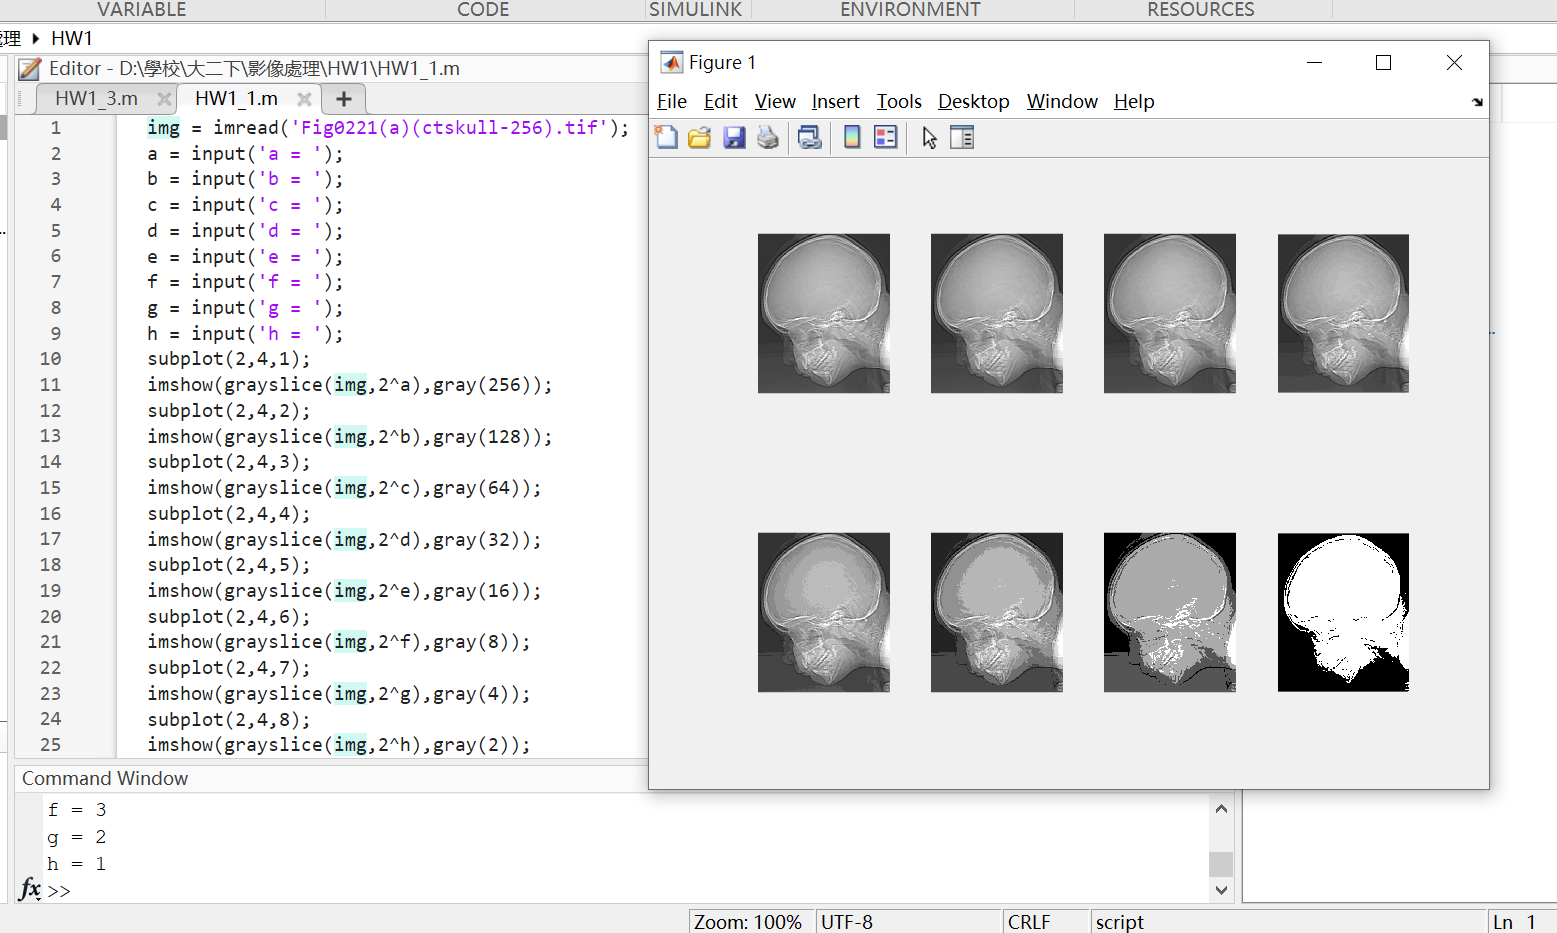 VARIABLE CODE SIMULINK ENVIRONMENT RESOURCES
處理 HW1
Editor - D:\學校\大二下\影像處理\HW1\HW1_1.m
HW1_3.m HW1_1.m
1 img = imread('Fig0221(a)(ctskull-256).tif');
2 a = input('a = ');
3 b = input('b = ');
4 c = input('c = ');
5 d = input('d = ');
6 e = input('e = ');
7 f = input('f = ');
8 g = input('g = ');
9 h = input('h = ');
10 subplot(2,4,1);
11 imshow(grayslice(img,2^a),gray(256));
12 subplot(2,4,2);
13 imshow(grayslice(img,2^b),gray(128));
14 subplot(2,4,3);
15 imshow(grayslice(img,2^c),gray(64));
16 subplot(2,4,4);
17 imshow(grayslice(img,2^d),gray(32));
18 subplot(2,4,5);
19 imshow(grayslice(img,2^e),gray(16));
20 subplot(2,4,6);
21 imshow(grayslice(img,2^f),gray(8));
22 subplot(2,4,7);
23 imshow(grayslice(img,2^g),gray(4));
24 subplot(2,4,8);
25 imshow(grayslice(img,2^h),gray(2));
Figure 1
File Edit View Insert Tools Desktop Window Help
Command Window
f = 3
g = 2
h = 1
fx >>
Zoom: 100% UTF-8 CRLF script Ln 1